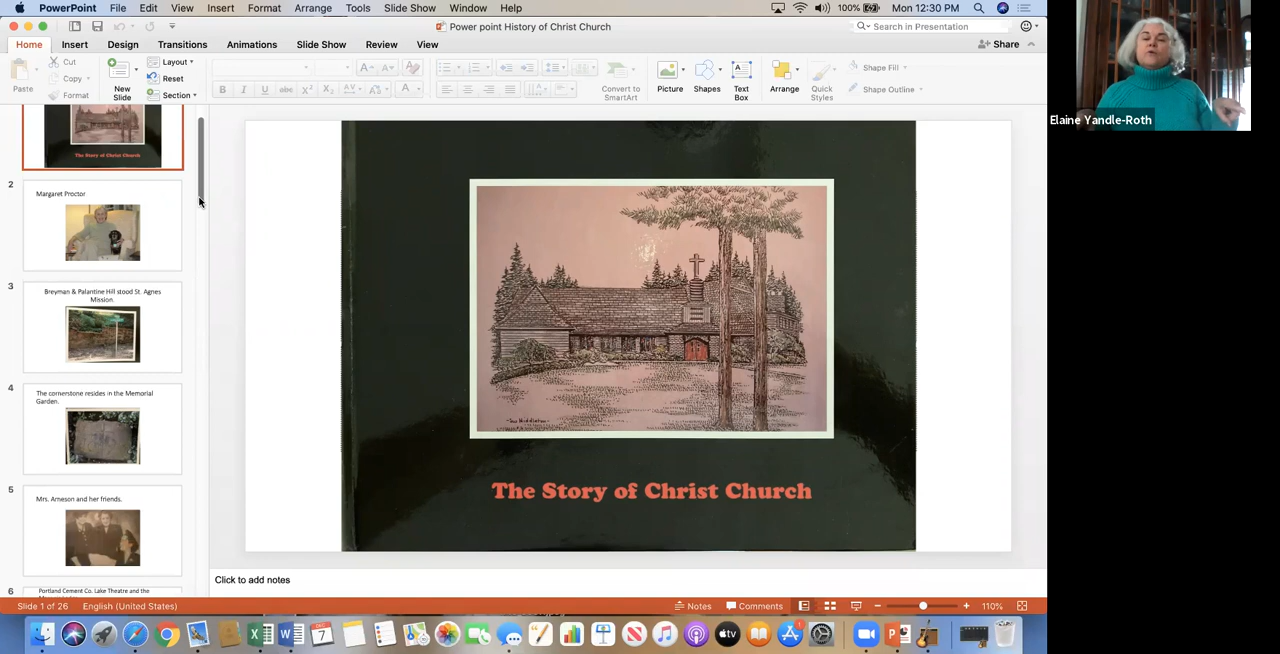 PowerPoint File Edit View Insert Format Arrange Tools Slide Show Window Help 100% Mon 12:30 PM
Power point History of Christ Church
Search in Presentation
Home Insert Design Transitions Animations Slide Show Review View Share
Paste
Cut
Copy
Format
New Slide
Layout
Reset
Section
B I U abc X² X₂ AV A
Convert to SmartArt
Picture
Shapes
Text Box
Arrange
Quick Styles
Shape Fill
Shape Outline
The Story of Christ Church
2
Margaret Proctor
3
Breyman & Palantine Hill stood St. Agnes
Mission.
4
The cornerstone resides in the Memorial
Garden.
5
Mrs. Arneson and her friends.
6
Portland Cement Co. Lake Theatre and the
The Story of Christ Church
Click to add notes
Slide 1 of 26 English (United States) Notes Comments 110%
Elaine Yandle-Roth